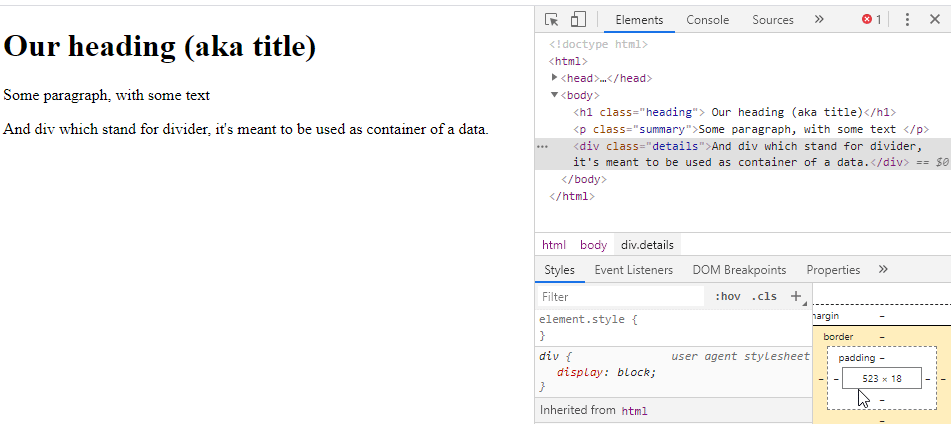 Our heading (aka title)
Some paragraph, with some text
And div which stand for divider, it's meant to be used as container of a data.
Elements Console Sources » 1
<!doctype html>
<html>
<head>…</head>
<body>
<h1 class="heading"> Our heading (aka title)</h1>
<p class="summary">Some paragraph, with some text </p>
<div class="details">And div which stand for divider,
it's meant to be used as container of a data.</div> == $0
</body>
</html>
html body div.details
Styles Event Listeners DOM Breakpoints Properties »
Filter :hov .cls +
element.style {
}
div { user agent stylesheet
display: block;
}
Inherited from html
margin –
border –
padding –
– – 523 × 18 – –
–
–